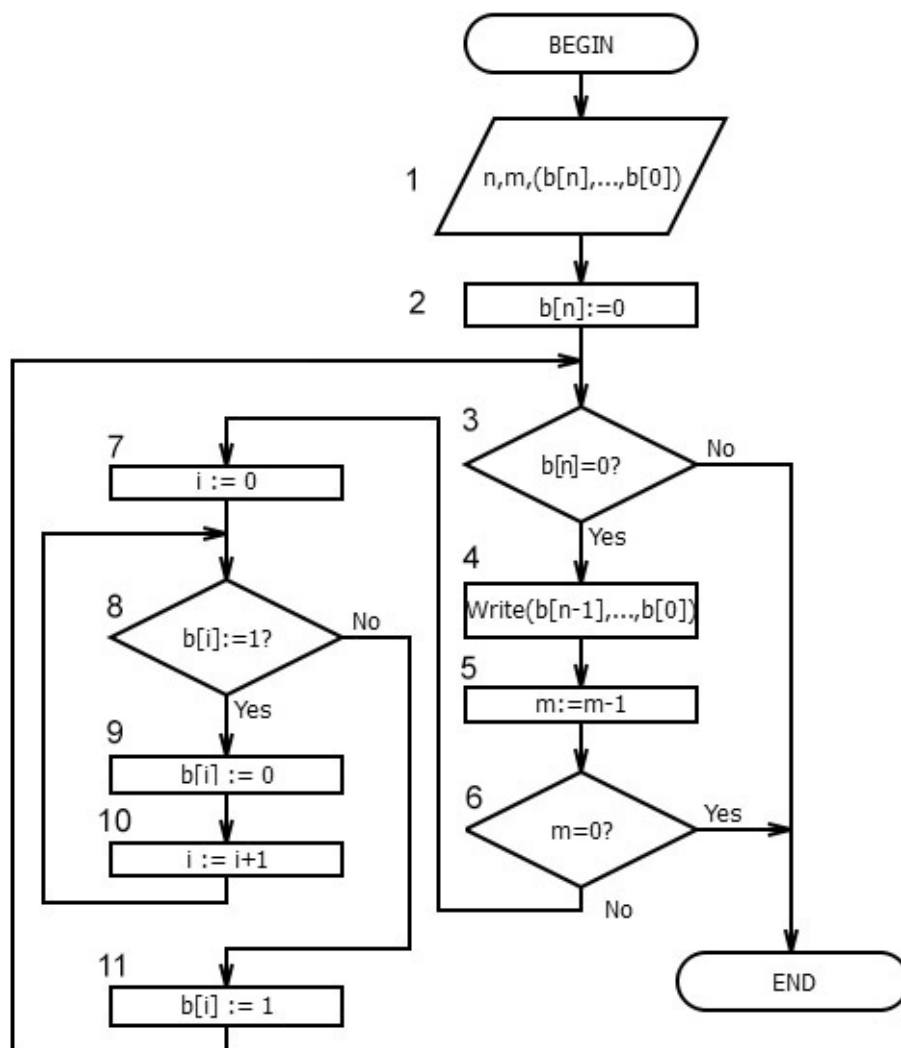 BEGIN
1
n,m,(b[n],...,b[0])
2
b[n]:=0
3
b[n]=0?
No
Yes
4
Write(b[n-1],...,b[0])
5
m:=m-1
6
m=0?
Yes
No
7
i := 0
8
b[i]:=1?
No
Yes
9
b[i] := 0
10
i := i+1
11
b[i] := 1
END